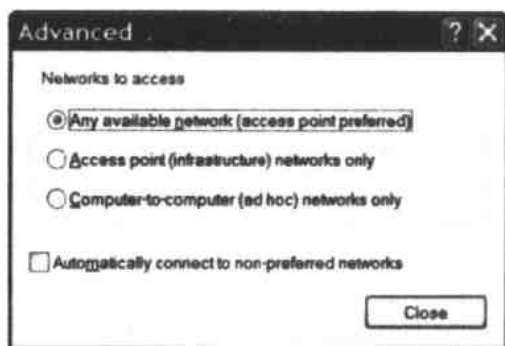 Advanced
Networks to access
Any available network (access point preferred)
Access point (infrastructure) networks only
Computer-to-computer (ad hoc) networks only
Automatically connect to non-preferred networks
Close